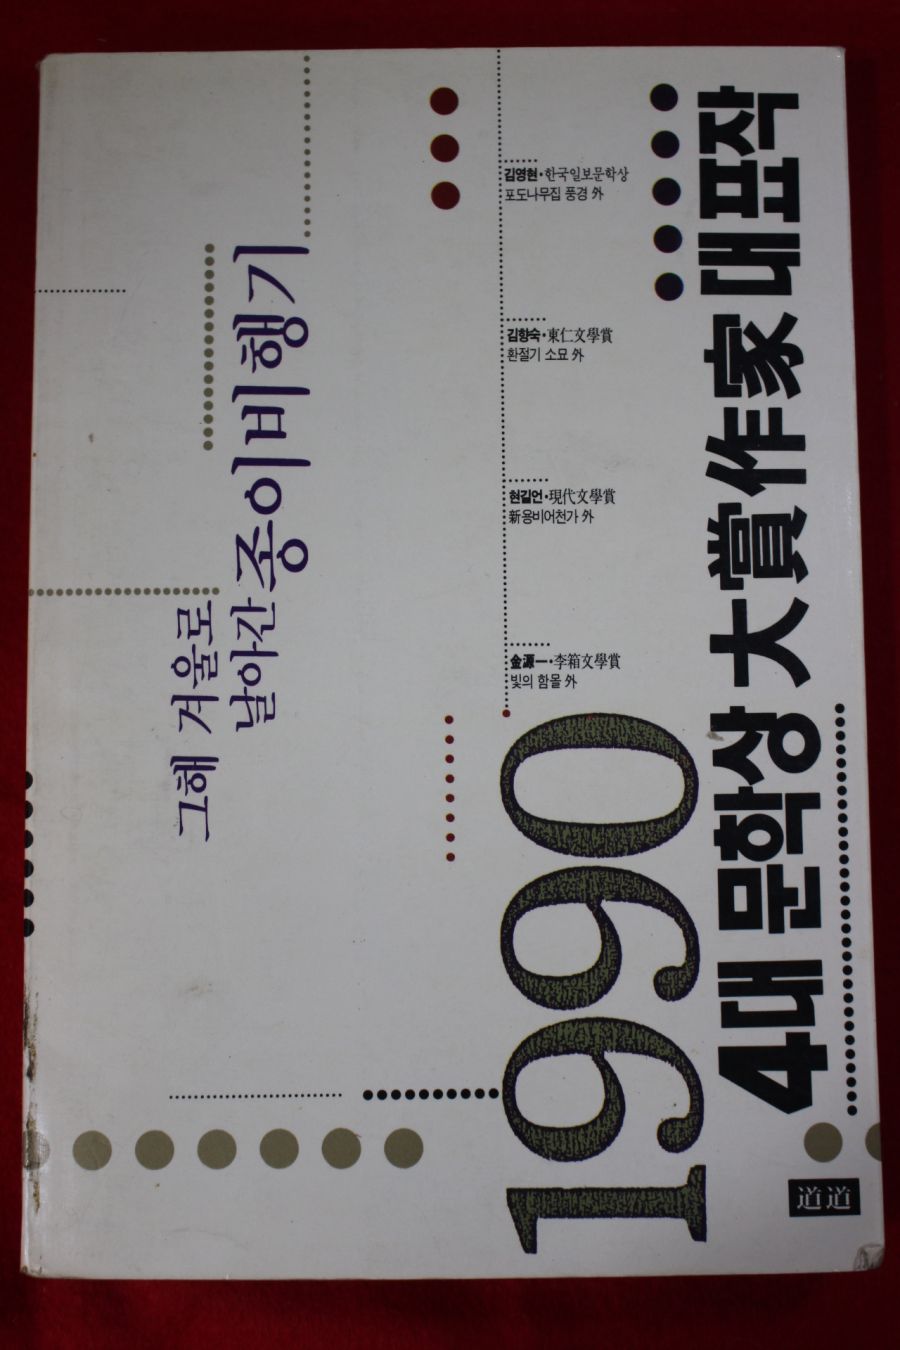 김영현·한국일보문학상
포도나무집 풍경 外
김향숙·東仁文學賞
환절기 소묘 外
현길언·現代文學賞
新용비어천가 外
金源一·李箱文學賞
빛의 함몰 外
그해 겨울로
날아간 종이비행기
1990
4대 문학상 大賞作家 대표작
道道